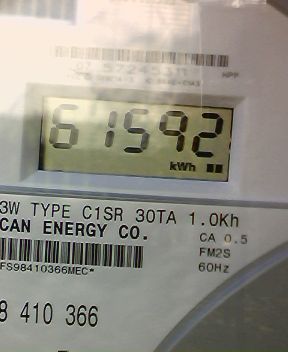 61592
kWh
3W TYPE C1SR 30TA 1.0Kh
CAN ENERGY CO.
CA 0.5
FM2S
FS98410366MEC*
60Hz
8 410 366